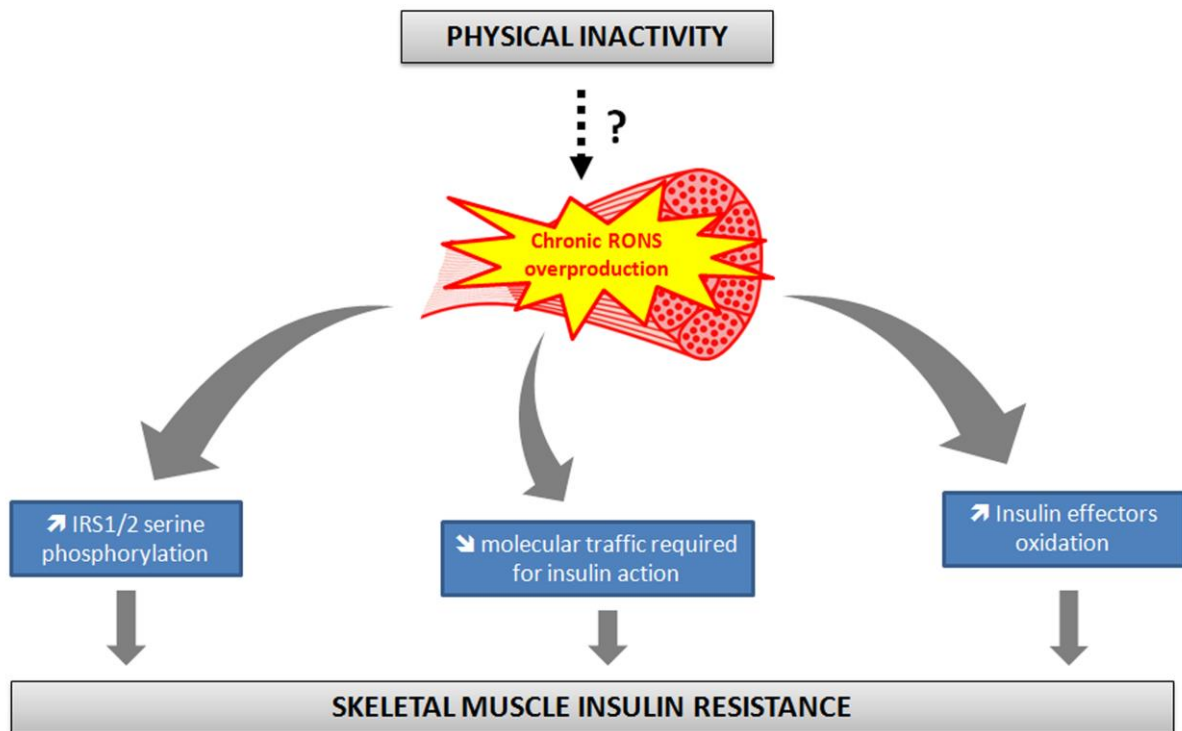 PHYSICAL INACTIVITY
?
Chronic RONS
overproduction
↗ IRS1/2 serine
phosphorylation
↘ molecular traffic required
for insulin action
↗ Insulin effectors
oxidation
SKELETAL MUSCLE INSULIN RESISTANCE